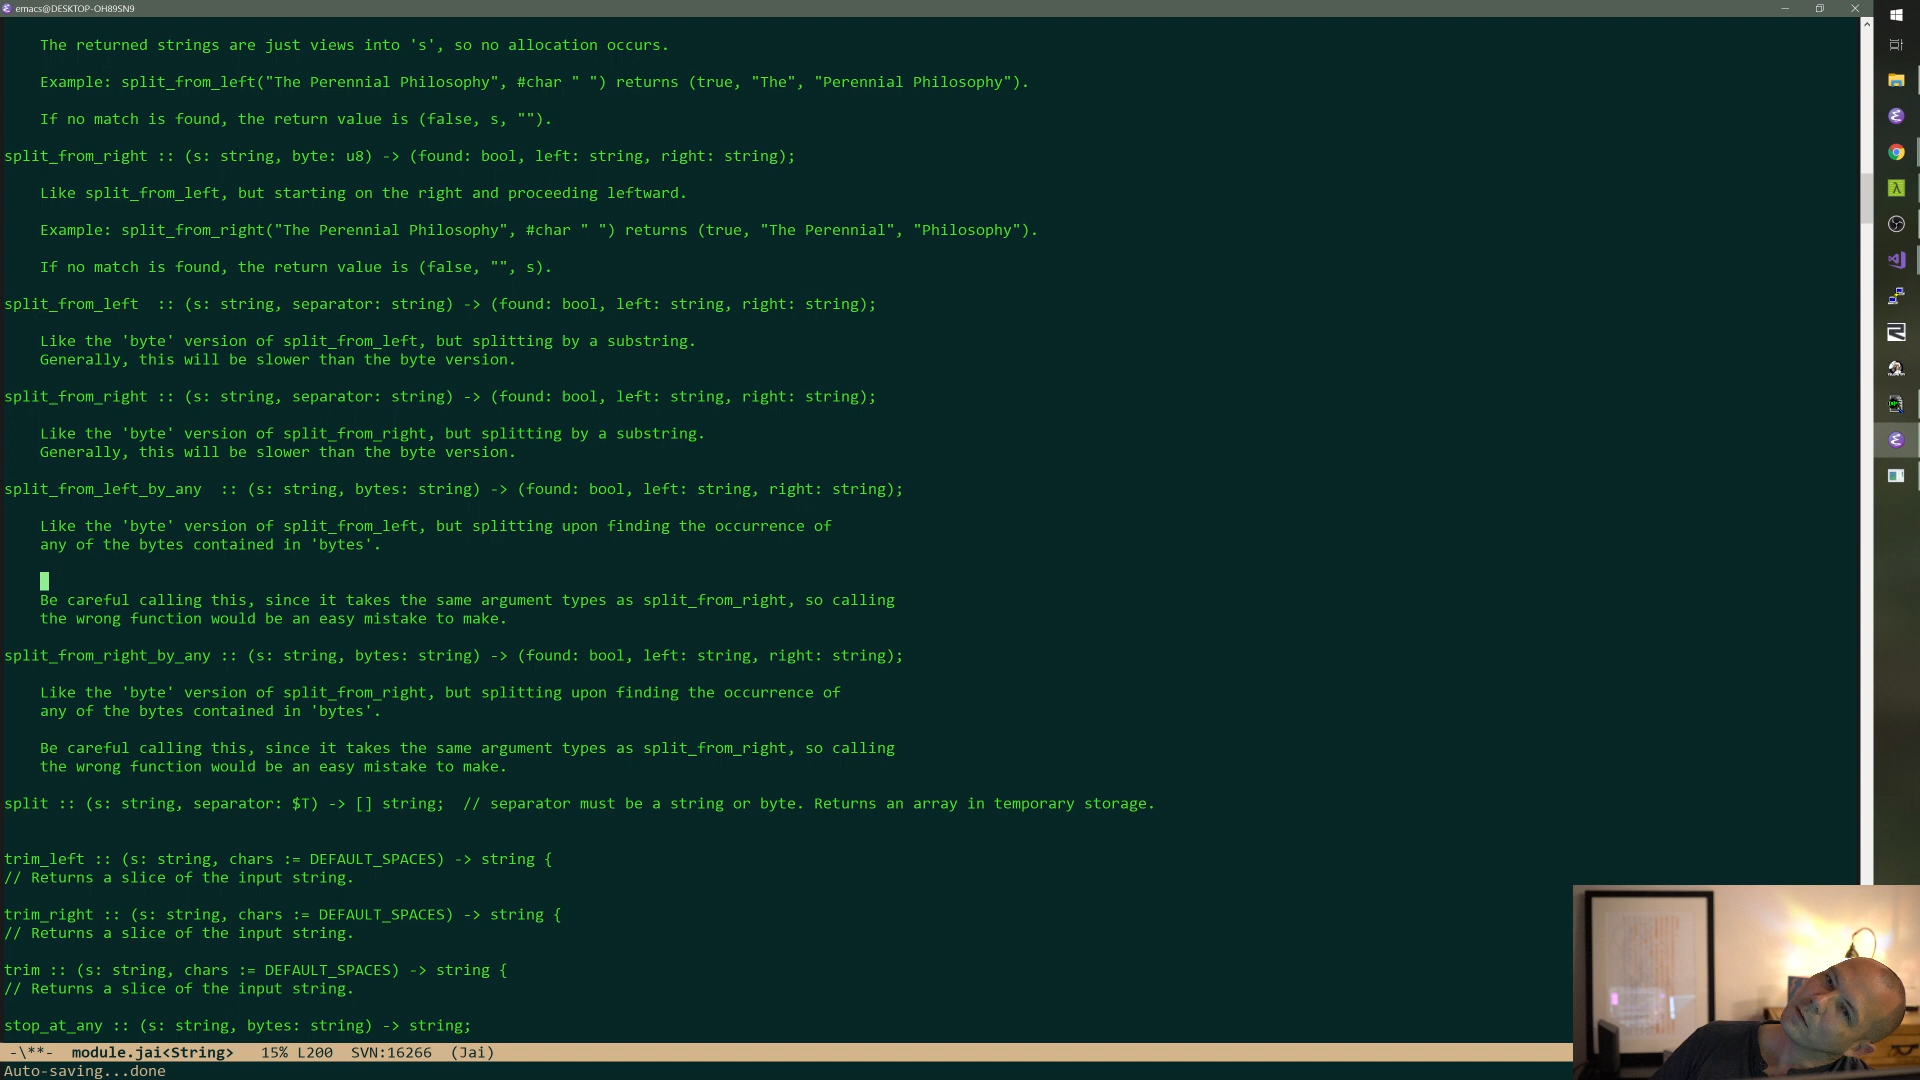 emacs@DESKTOP-OH89SN9
The returned strings are just views into 's', so no allocation occurs.
Example: split_from_left("The Perennial Philosophy", #char " ") returns (true, "The", "Perennial Philosophy").
If no match is found, the return value is (false, s, "").
split_from_right :: (s: string, byte: u8) -> (found: bool, left: string, right: string);
Like split_from_left, but starting on the right and proceeding leftward.
Example: split_from_right("The Perennial Philosophy", #char " ") returns (true, "The Perennial", "Philosophy").
If no match is found, the return value is (false, "", s).
split_from_left  :: (s: string, separator: string) -> (found: bool, left: string, right: string);
Like the 'byte' version of split_from_left, but splitting by a substring.
Generally, this will be slower than the byte version.
split_from_right :: (s: string, separator: string) -> (found: bool, left: string, right: string);
Like the 'byte' version of split_from_right, but splitting by a substring.
Generally, this will be slower than the byte version.
split_from_left_by_any  :: (s: string, bytes: string) -> (found: bool, left: string, right: string);
Like the 'byte' version of split_from_left, but splitting upon finding the occurrence of
any of the bytes contained in 'bytes'.
Be careful calling this, since it takes the same argument types as split_from_right, so calling
the wrong function would be an easy mistake to make.
split_from_right_by_any :: (s: string, bytes: string) -> (found: bool, left: string, right: string);
Like the 'byte' version of split_from_right, but splitting upon finding the occurrence of
any of the bytes contained in 'bytes'.
Be careful calling this, since it takes the same argument types as split_from_right, so calling
the wrong function would be an easy mistake to make.
split :: (s: string, separator: $T) -> [] string;  // separator must be a string or byte. Returns an array in temporary storage.
trim_left :: (s: string, chars := DEFAULT_SPACES) -> string {
// Returns a slice of the input string.
trim_right :: (s: string, chars := DEFAULT_SPACES) -> string {
// Returns a slice of the input string.
trim :: (s: string, chars := DEFAULT_SPACES) -> string {
// Returns a slice of the input string.
stop_at_any :: (s: string, bytes: string) -> string;
-\**-  module.jai<String>   15% L200  SVN:16266  (Jai)
Auto-saving...done